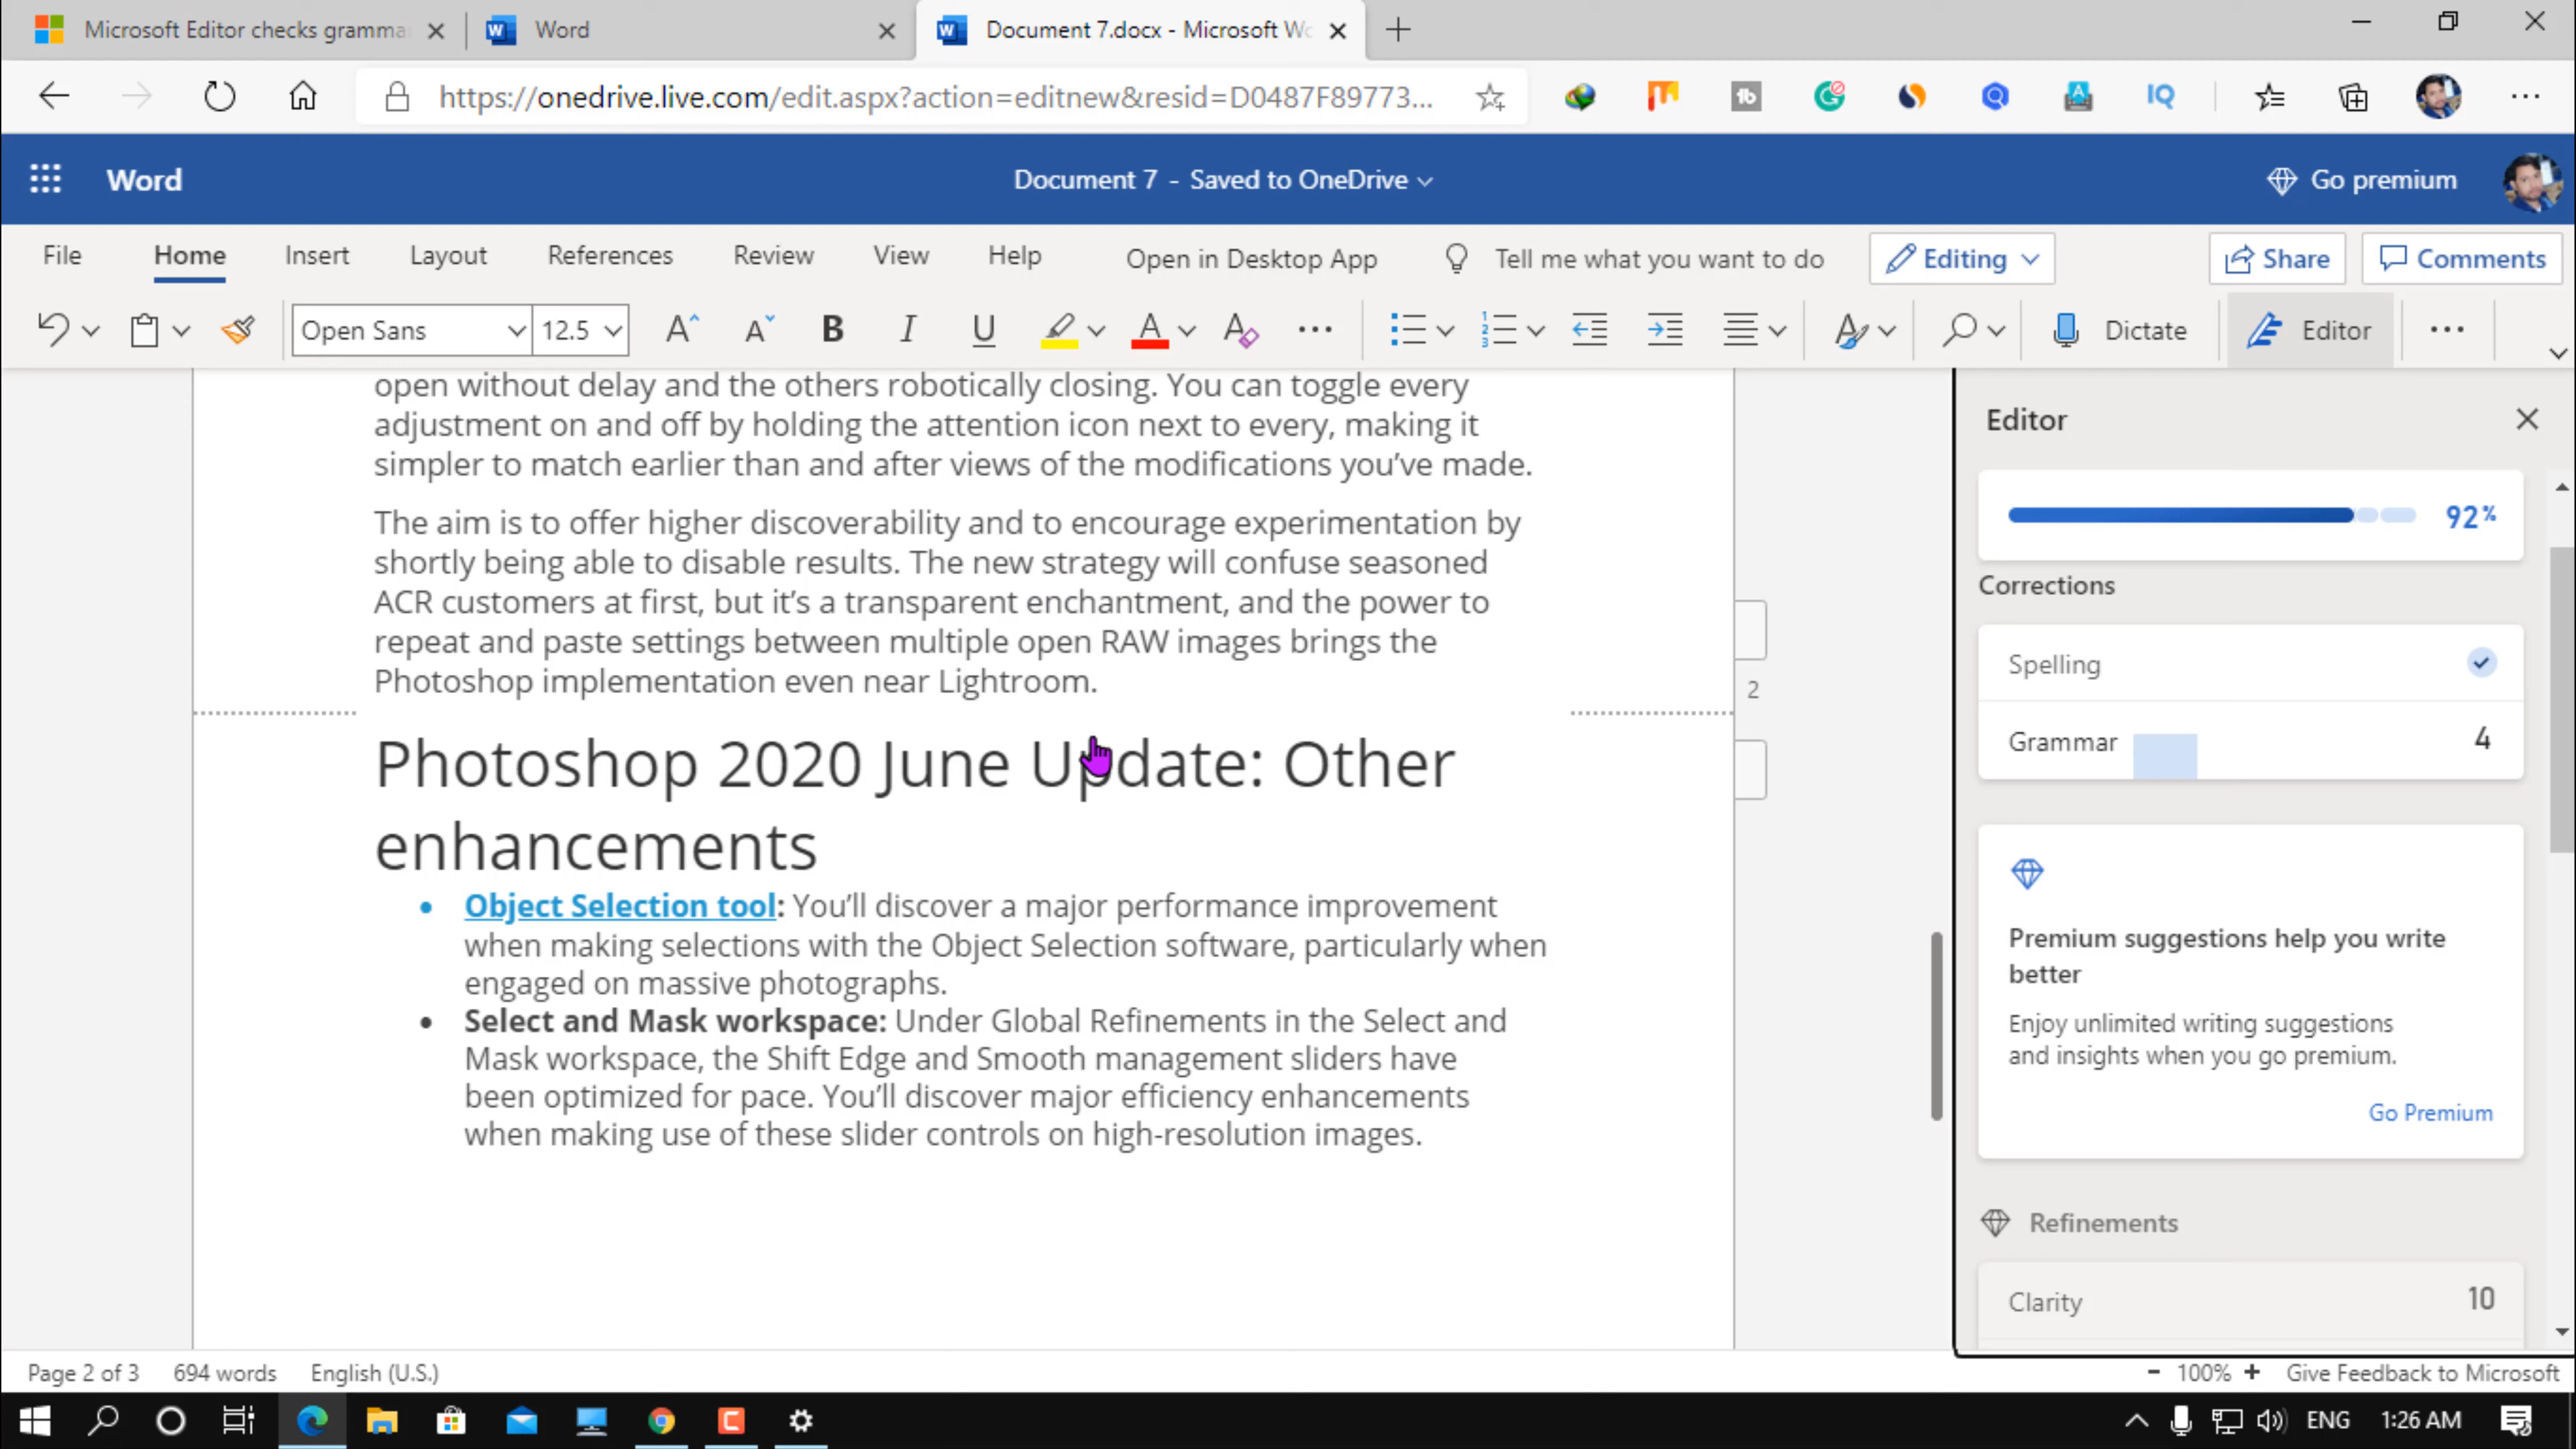 Microsoft Editor checks gramma
Word
Document 7.docx - Microsoft Wo
https://onedrive.live.com/edit.aspx?action=editnew&resid=D0487F89773...
Word
Document 7 - Saved to OneDrive
Go premium
File
Home
Insert
Layout
References
Review
View
Help
Open in Desktop App
Tell me what you want to do
Editing
Share
Comments
Open Sans
12.5
Dictate
Editor
open without delay and the others robotically closing. You can toggle every
adjustment on and off by holding the attention icon next to every, making it
simpler to match earlier than and after views of the modifications you’ve made.
The aim is to offer higher discoverability and to encourage experimentation by
shortly being able to disable results. The new strategy will confuse seasoned
ACR customers at first, but it’s a transparent enchantment, and the power to
repeat and paste settings between multiple open RAW images brings the
Photoshop implementation even near Lightroom.
2
Photoshop 2020 June Update: Other
enhancements
• Object Selection tool: You’ll discover a major performance improvement
when making selections with the Object Selection software, particularly when
engaged on massive photographs.
• Select and Mask workspace: Under Global Refinements in the Select and
Mask workspace, the Shift Edge and Smooth management sliders have
been optimized for pace. You’ll discover major efficiency enhancements
when making use of these slider controls on high-resolution images.
Editor
92%
Corrections
Spelling
Grammar 4
Premium suggestions help you write
better
Enjoy unlimited writing suggestions
and insights when you go premium.
Go Premium
Refinements
Clarity 10
Page 2 of 3
694 words
English (U.S.)
- 100% +
Give Feedback to Microsoft
ENG
1:26 AM